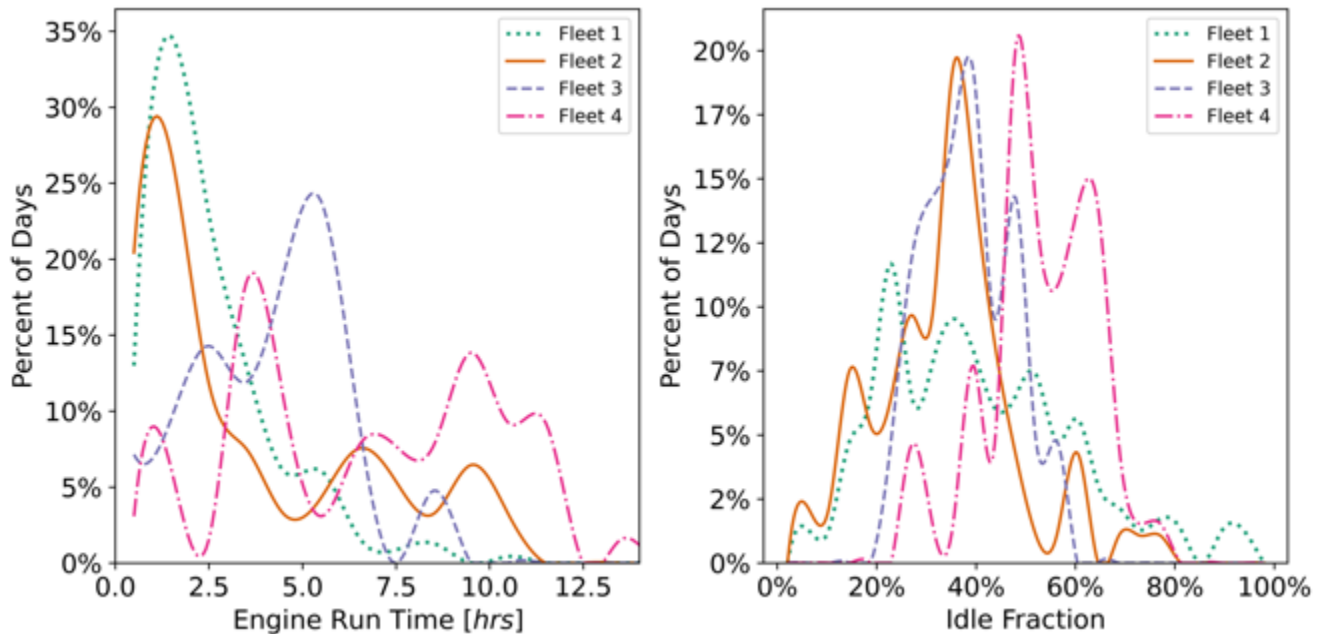 35%
30%
25%
20%
15%
10%
5%
0%
Percent of Days
0.0
2.5
5.0
7.5
10.0
12.5
Engine Run Time [hrs]
Fleet 1
Fleet 2
Fleet 3
Fleet 4
20%
17%
15%
12%
10%
7%
5%
2%
0%
Percent of Days
0%
20%
40%
60%
80%
100%
Idle Fraction
Fleet 1
Fleet 2
Fleet 3
Fleet 4